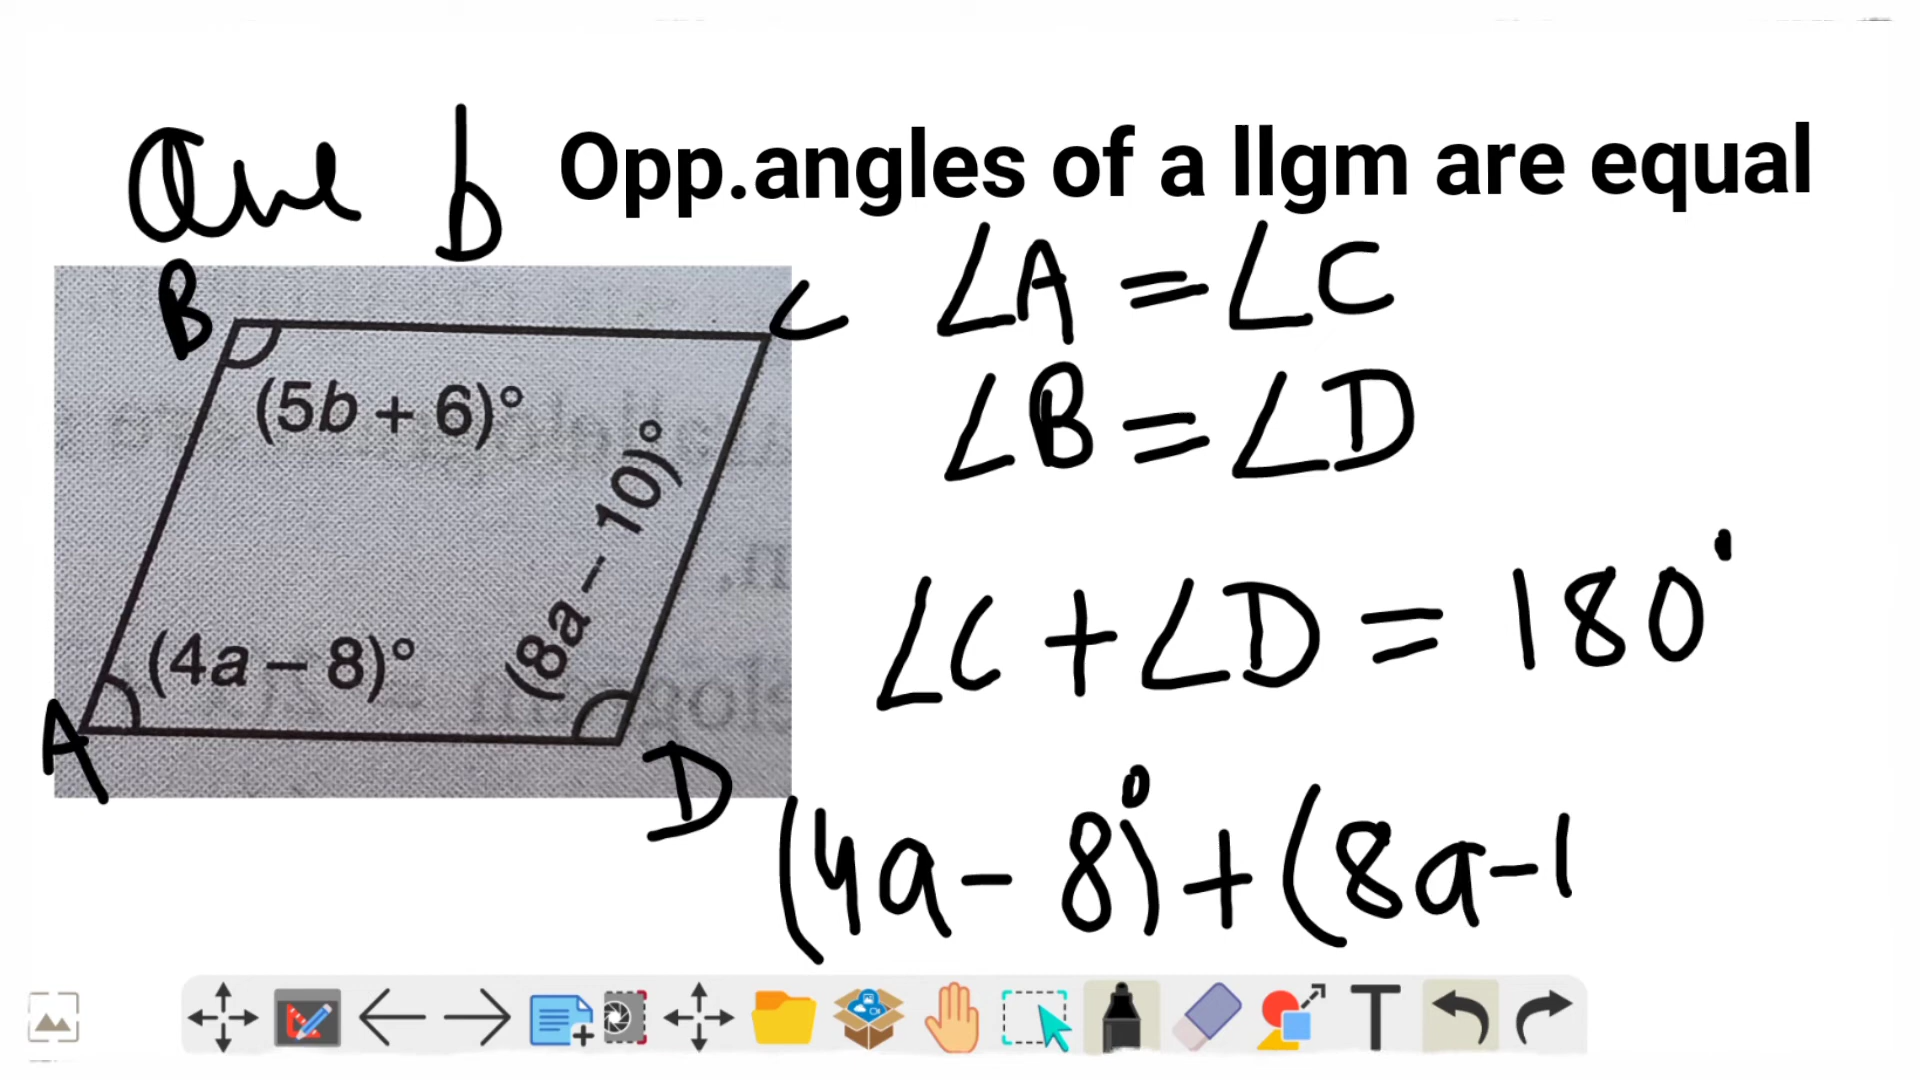 Que b
Opp.angles of a llgm are equal
B
C
(5b + 6)°
(8a – 10)°
(4a – 8)°
A
D
∠A = ∠C
∠B = ∠D
∠C + ∠D = 180°
(4a - 8)° + (8a - 1
T